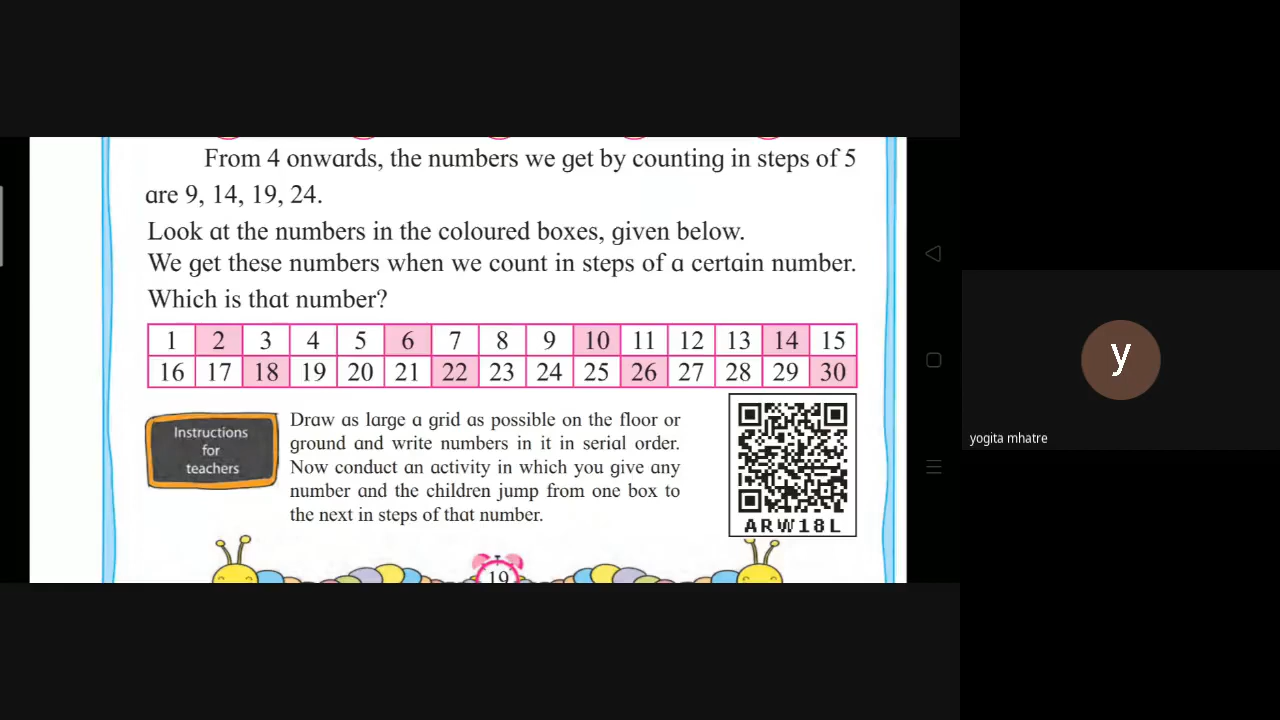 From 4 onwards, the numbers we get by counting in steps of 5
are 9, 14, 19, 24.
Look at the numbers in the coloured boxes, given below.
We get these numbers when we count in steps of a certain number.
Which is that number?
1 2 3 4 5 6 7 8 9 10 11 12 13 14 15
16 17 18 19 20 21 22 23 24 25 26 27 28 29 30
Instructions
for
teachers
Draw as large a grid as possible on the floor or
ground and write numbers in it in serial order.
Now conduct an activity in which you give any
number and the children jump from one box to
the next in steps of that number.
ARW18L
19
y
yogita mhatre